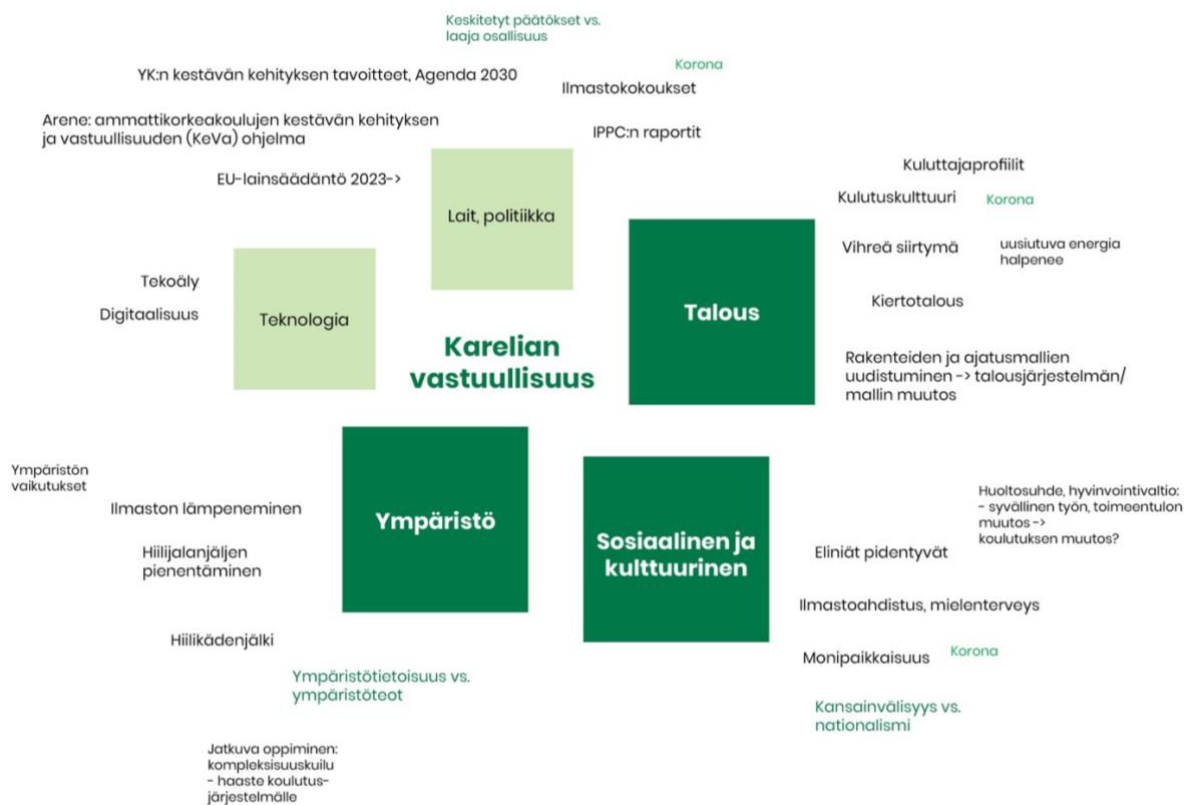 Keskitetyt päätökset vs.
laaja osallisuus
Korona
YK:n kestävän kehityksen tavoitteet, Agenda 2030
Ilmastokokoukset
Arene: ammattikorkeakoulujen kestävän kehityksen
ja vastuullisuuden (KeVa) ohjelma
IPPC:n raportit
EU-lainsäädäntö 2023->
Lait, politiikka
Kuluttajaprofiilit
Kulutuskulttuuri
Korona
Vihreä siirtymä
uusiutuva energia
halpenee
Kiertotalous
Talous
Rakenteiden ja ajatusmallien
uudistuminen -> talousjärjestelmän/
mallin muutos
Tekoäly
Digitaalisuus
Teknologia
Karelian
vastuullisuus
Ympäristön
vaikutukset
Ilmaston lämpeneminen
Hiilijalanjäljen
pienentäminen
Hiilikädenjälki
Ympäristö
Ympäristötietoisuus vs.
ympäristöteot
Jatkuva oppiminen:
kompleksisuuskuilu
- haaste koulutus-
järjestelmälle
Sosiaalinen ja
kulttuurinen
Huoltosuhde, hyvinvointivaltio:
- syvällinen työn, toimeentulon
muutos ->
koulutuksen muutos?
Eliniät pidentyvät
Ilmastoahdistus, mielenterveys
Monipaikkaisuus
Korona
Kansainvälisyys vs.
nationalismi